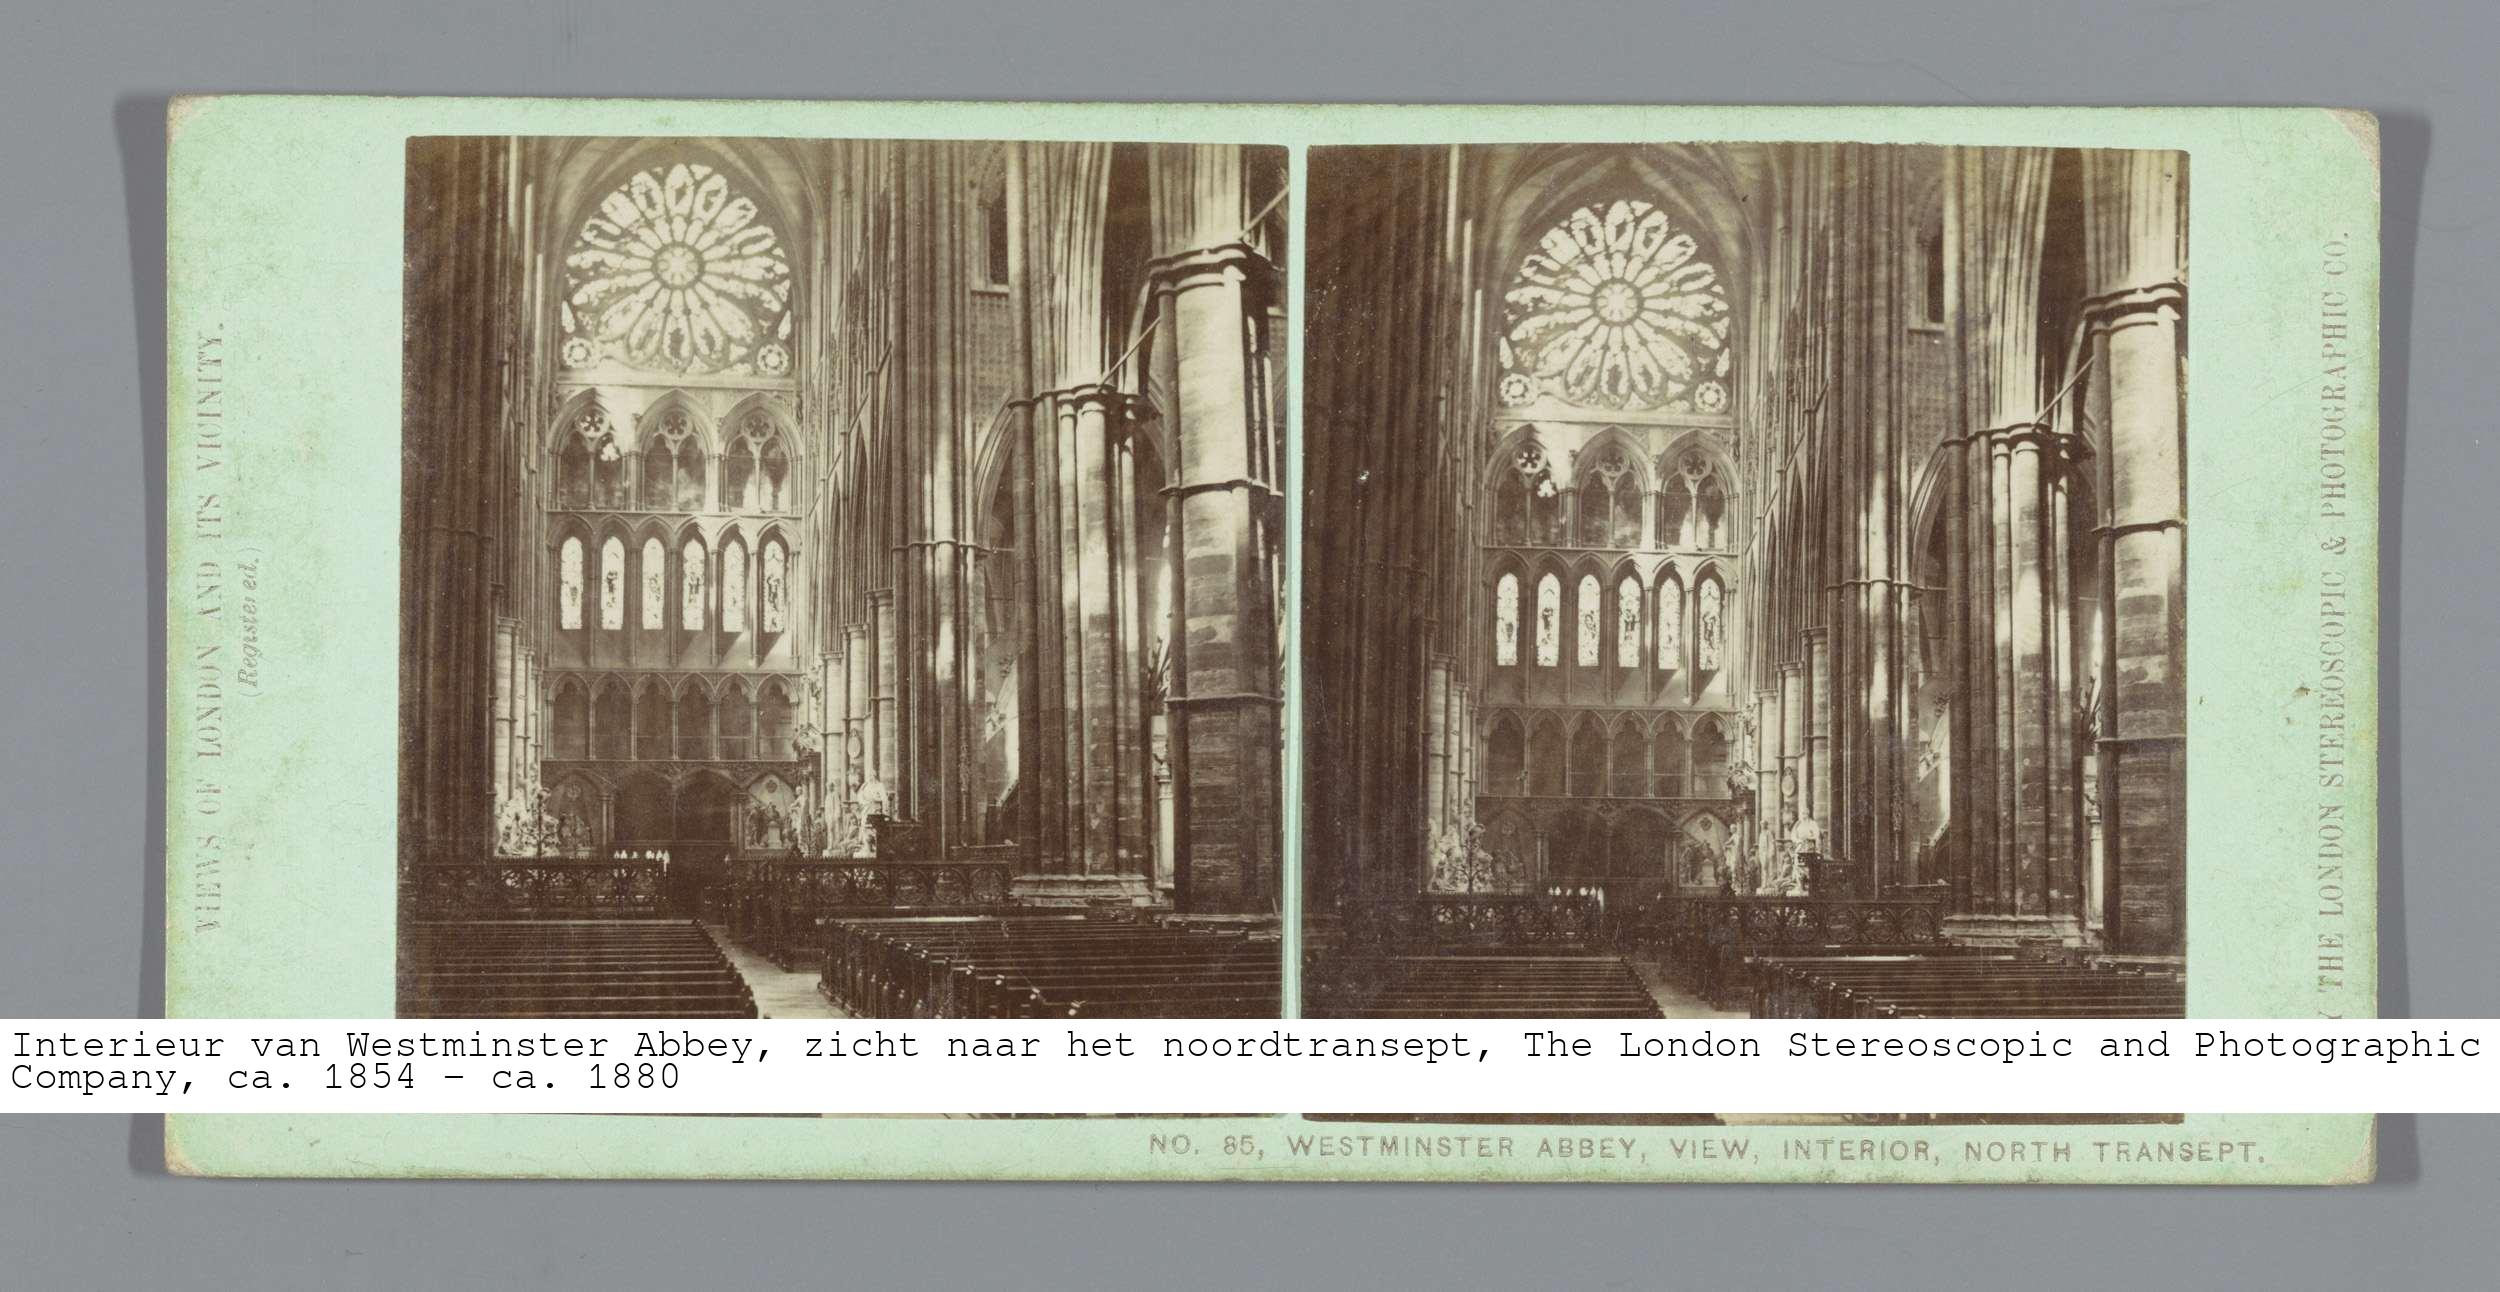 VIEWS OF LONDON AND ITS VICINITY.
(Registered.)
THE LONDON STEREOSCOPIC & PHOTOGRAPHIC CO.
Interieur van Westminster Abbey, zicht naar het noordtransept, The London Stereoscopic and Photographic
Company, ca. 1854 - ca. 1880
NO. 85, WESTMINSTER ABBEY, VIEW, INTERIOR, NORTH TRANSEPT.